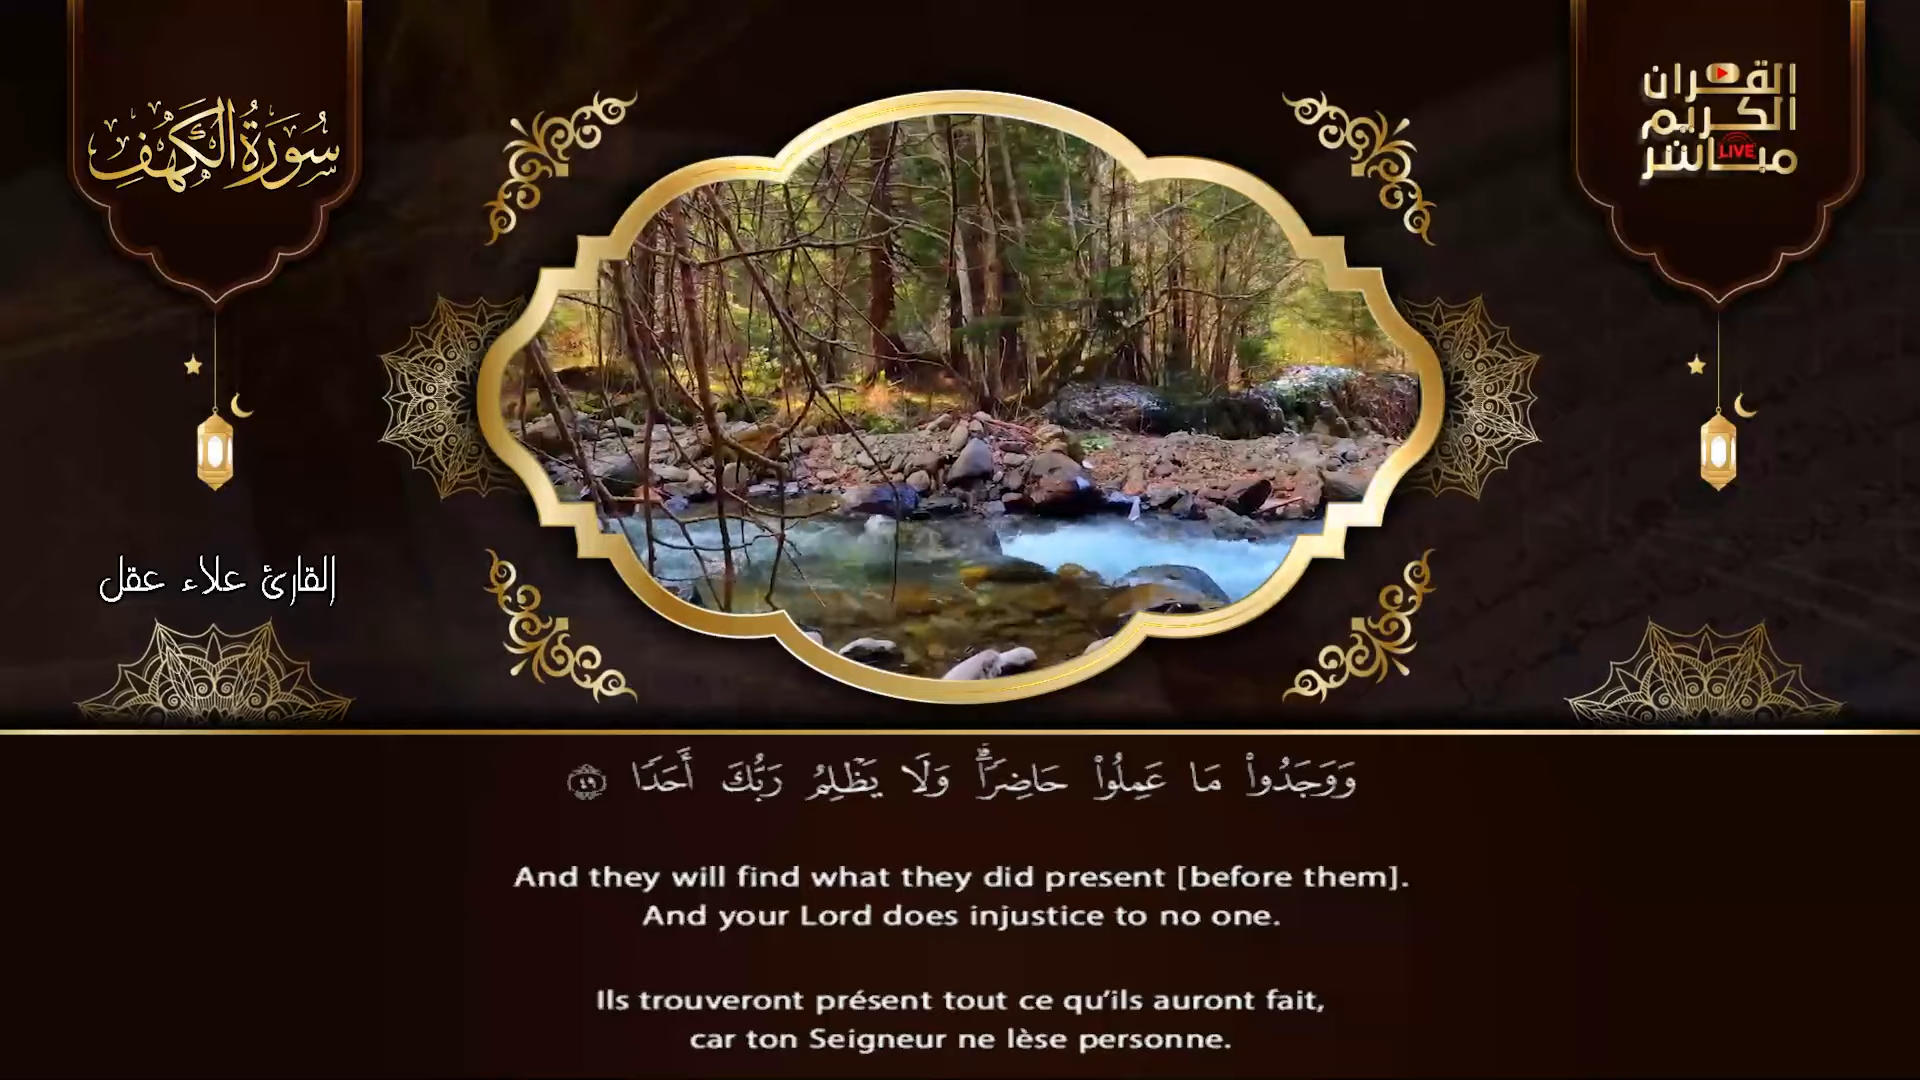 سُورَةُ الكَهْفِ
القران
الكريم
مباشر
LIVE
القارئ علاء عقل
وَوَجَدُوا۟ مَا عَمِلُوا۟ حَاضِرًۭا ۗ وَلَا يَظْلِمُ رَبُّكَ أَحَدًۭا ٤٩
And they will find what they did present [before them].
And your Lord does injustice to no one.
Ils trouveront présent tout ce qu’ils auront fait,
car ton Seigneur ne lèse personne.